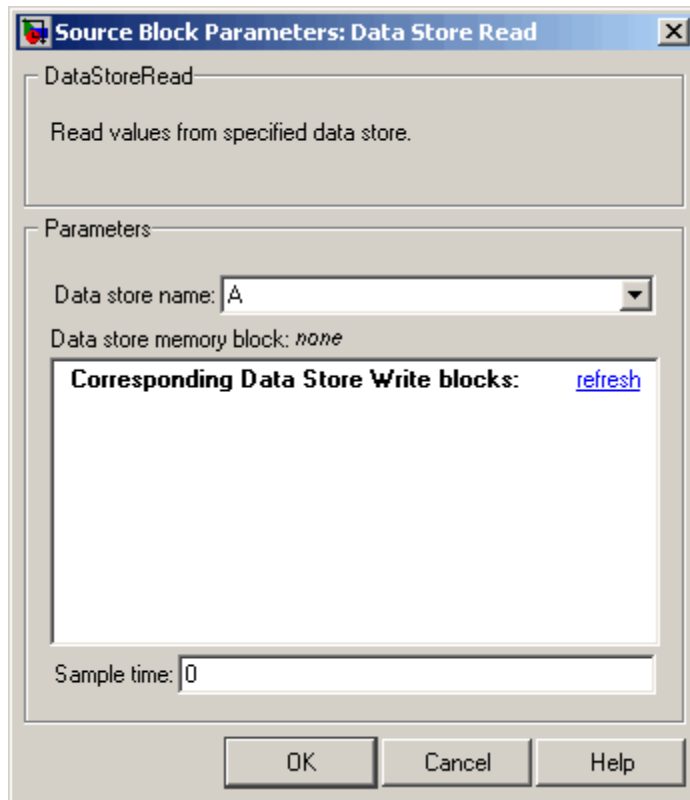 Source Block Parameters: Data Store Read
DataStoreRead
Read values from specified data store.
Parameters
Data store name: A
Data store memory block: none
Corresponding Data Store Write blocks: refresh
Sample time: 0
OK Cancel Help